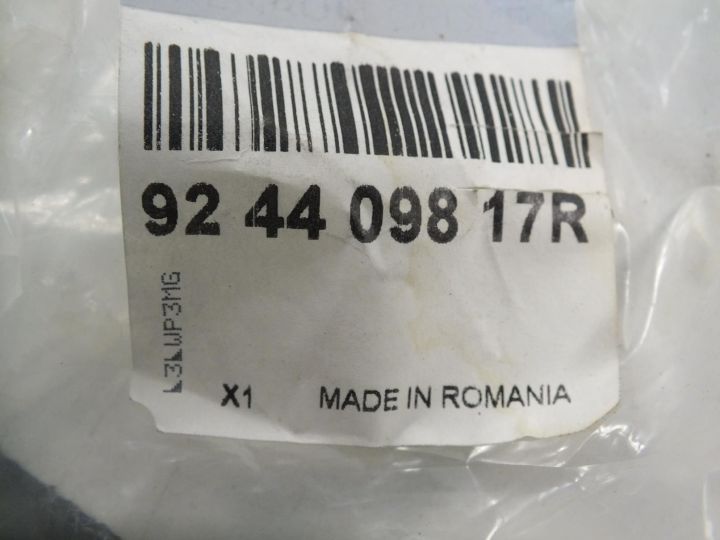 92 44 098 17R
L3LWP3MG
X1 MADE IN ROMANIA